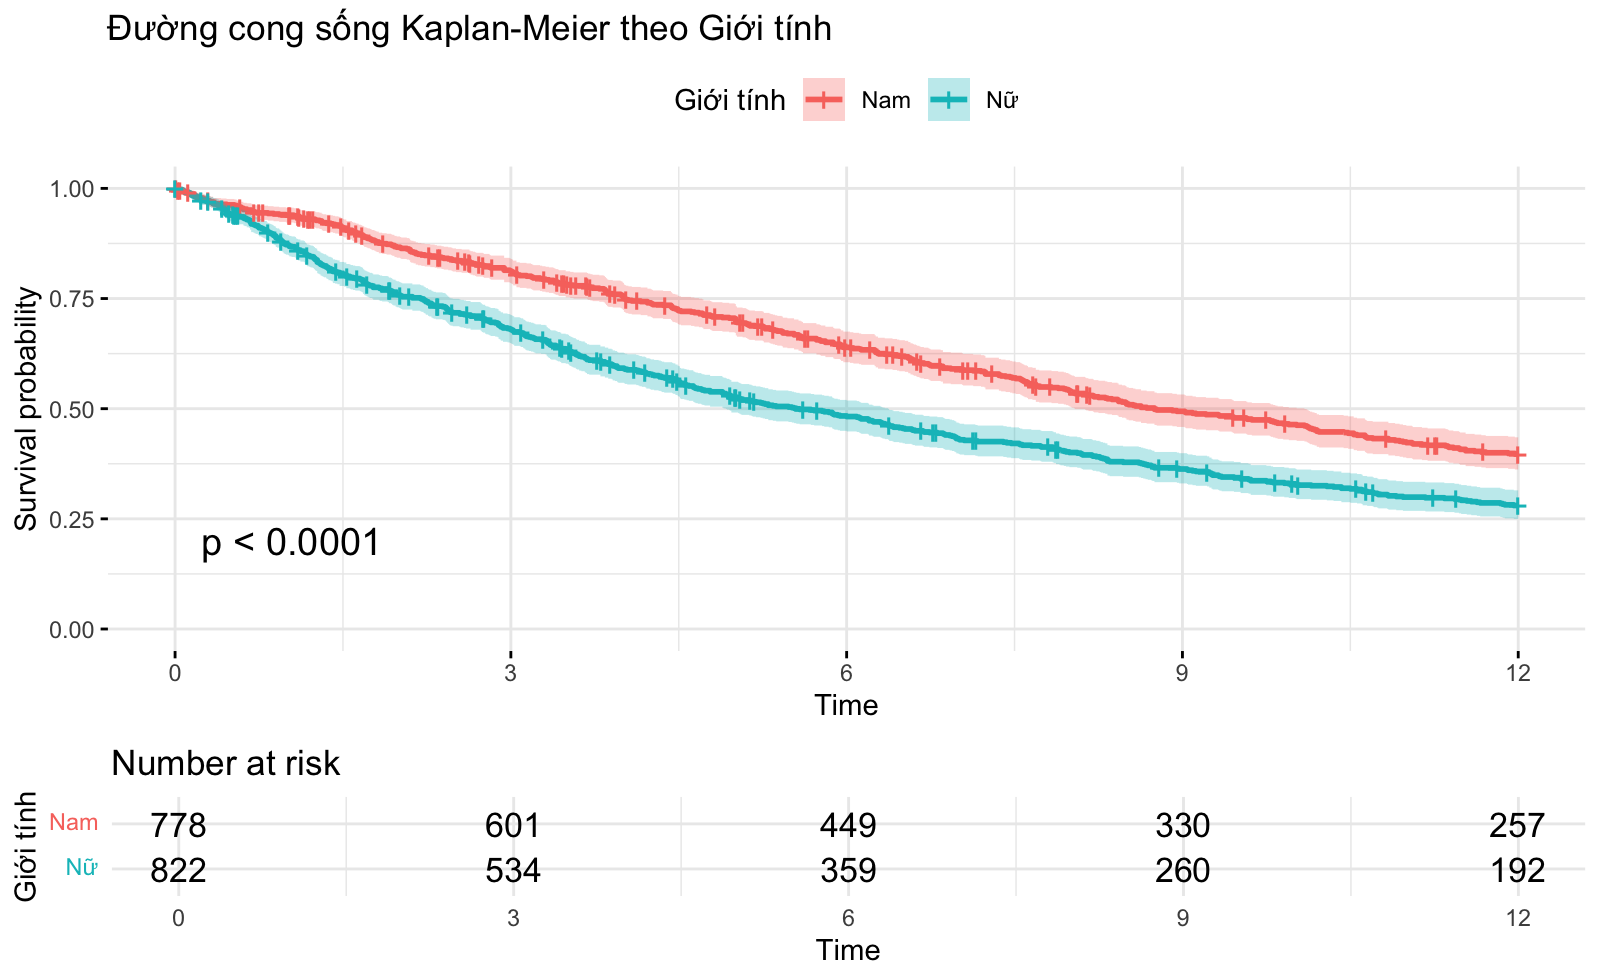 Đường cong sống Kaplan-Meier theo Giới tính
Giới tính Nam Nữ
Survival probability
1.00
0.75
0.50
0.25
0.00
p < 0.0001
0 3 6 9 12
Time
Number at risk
Giới tính
Nam 778 601 449 330 257
Nữ 822 534 359 260 192
0 3 6 9 12
Time